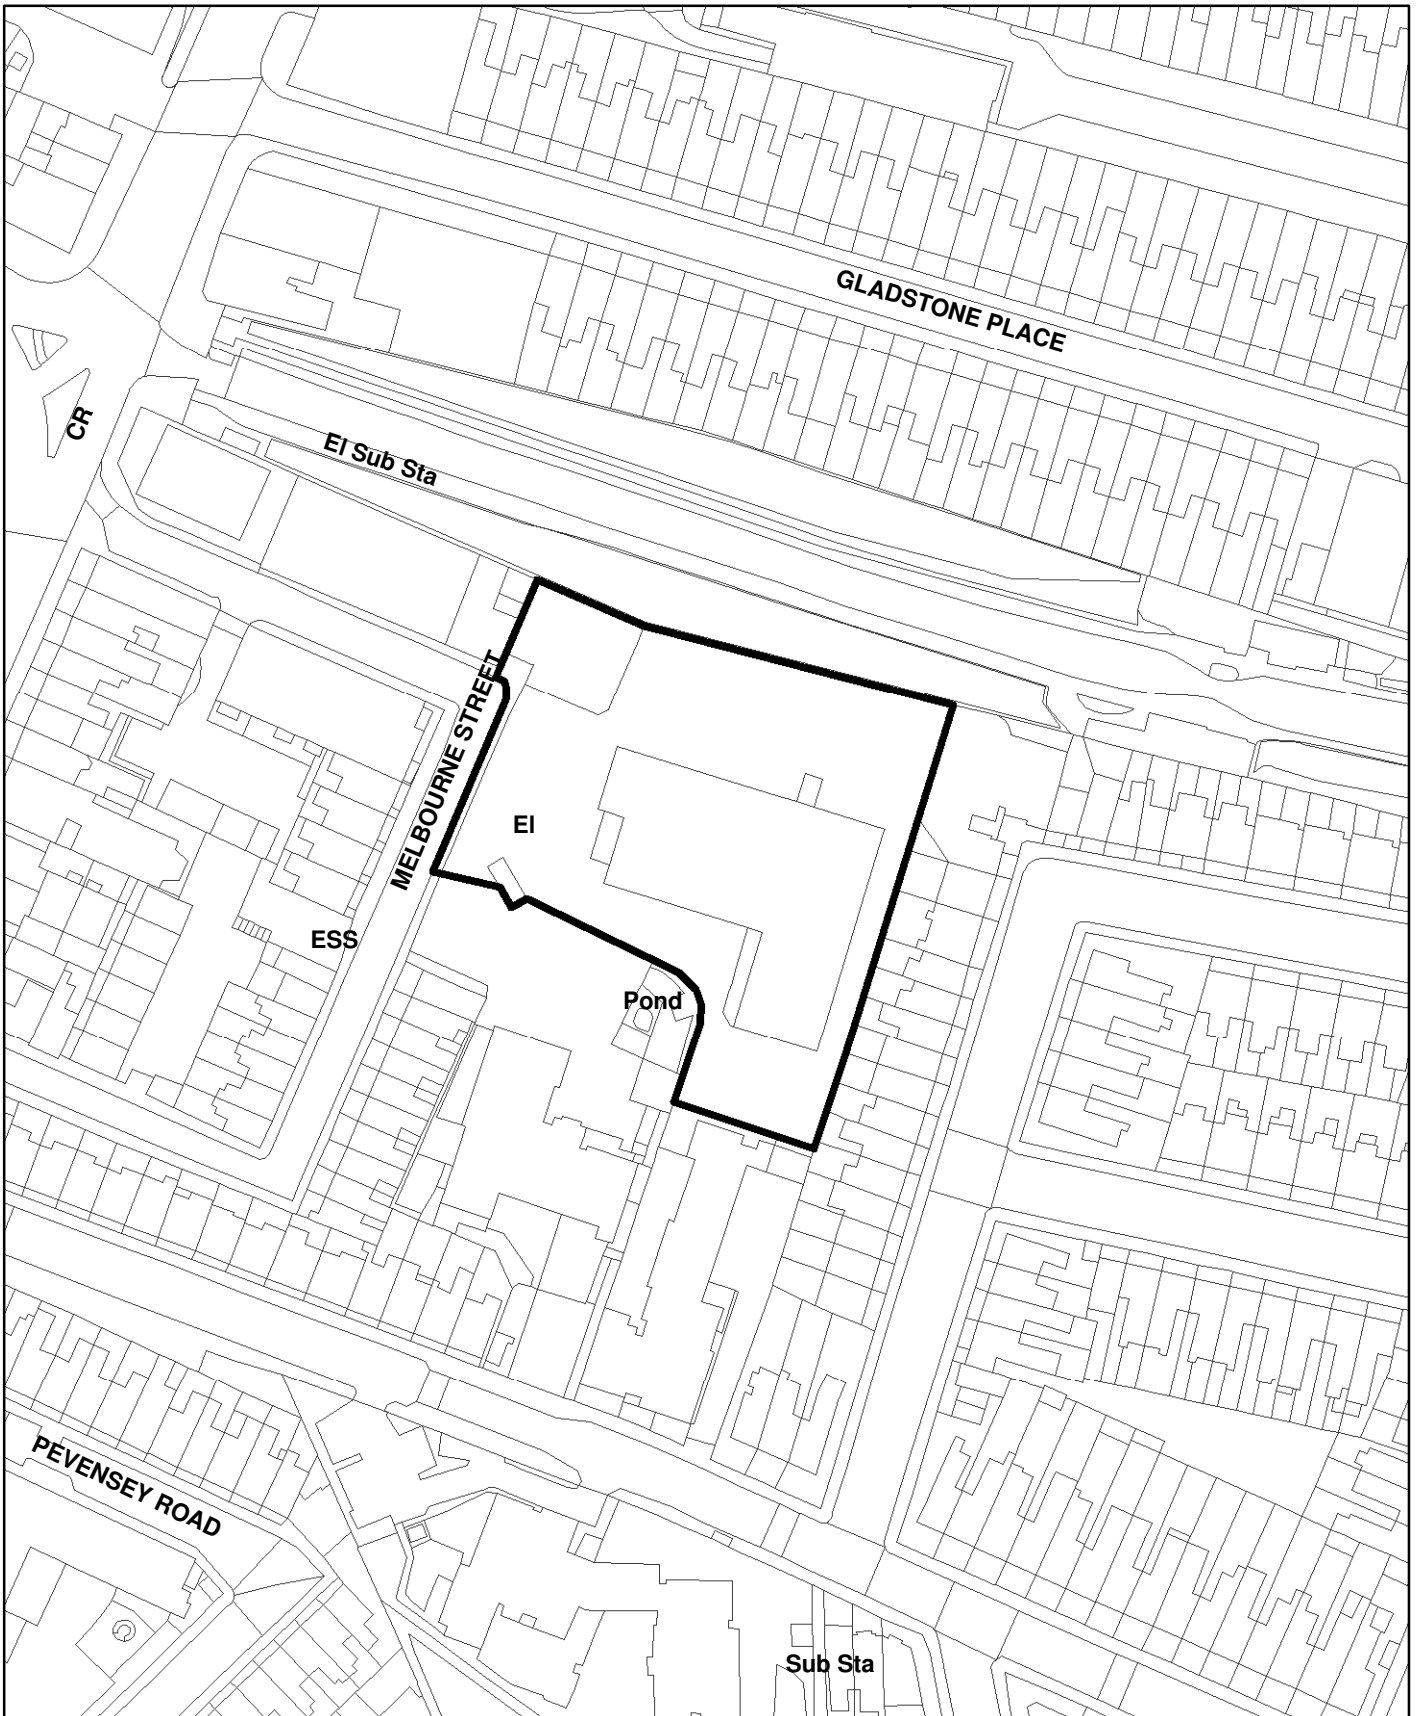 GLADSTONE PLACE
CR
El Sub Sta
MELBOURNE STREET
El
ESS
Pond
PEVENSEY ROAD
Sub Sta